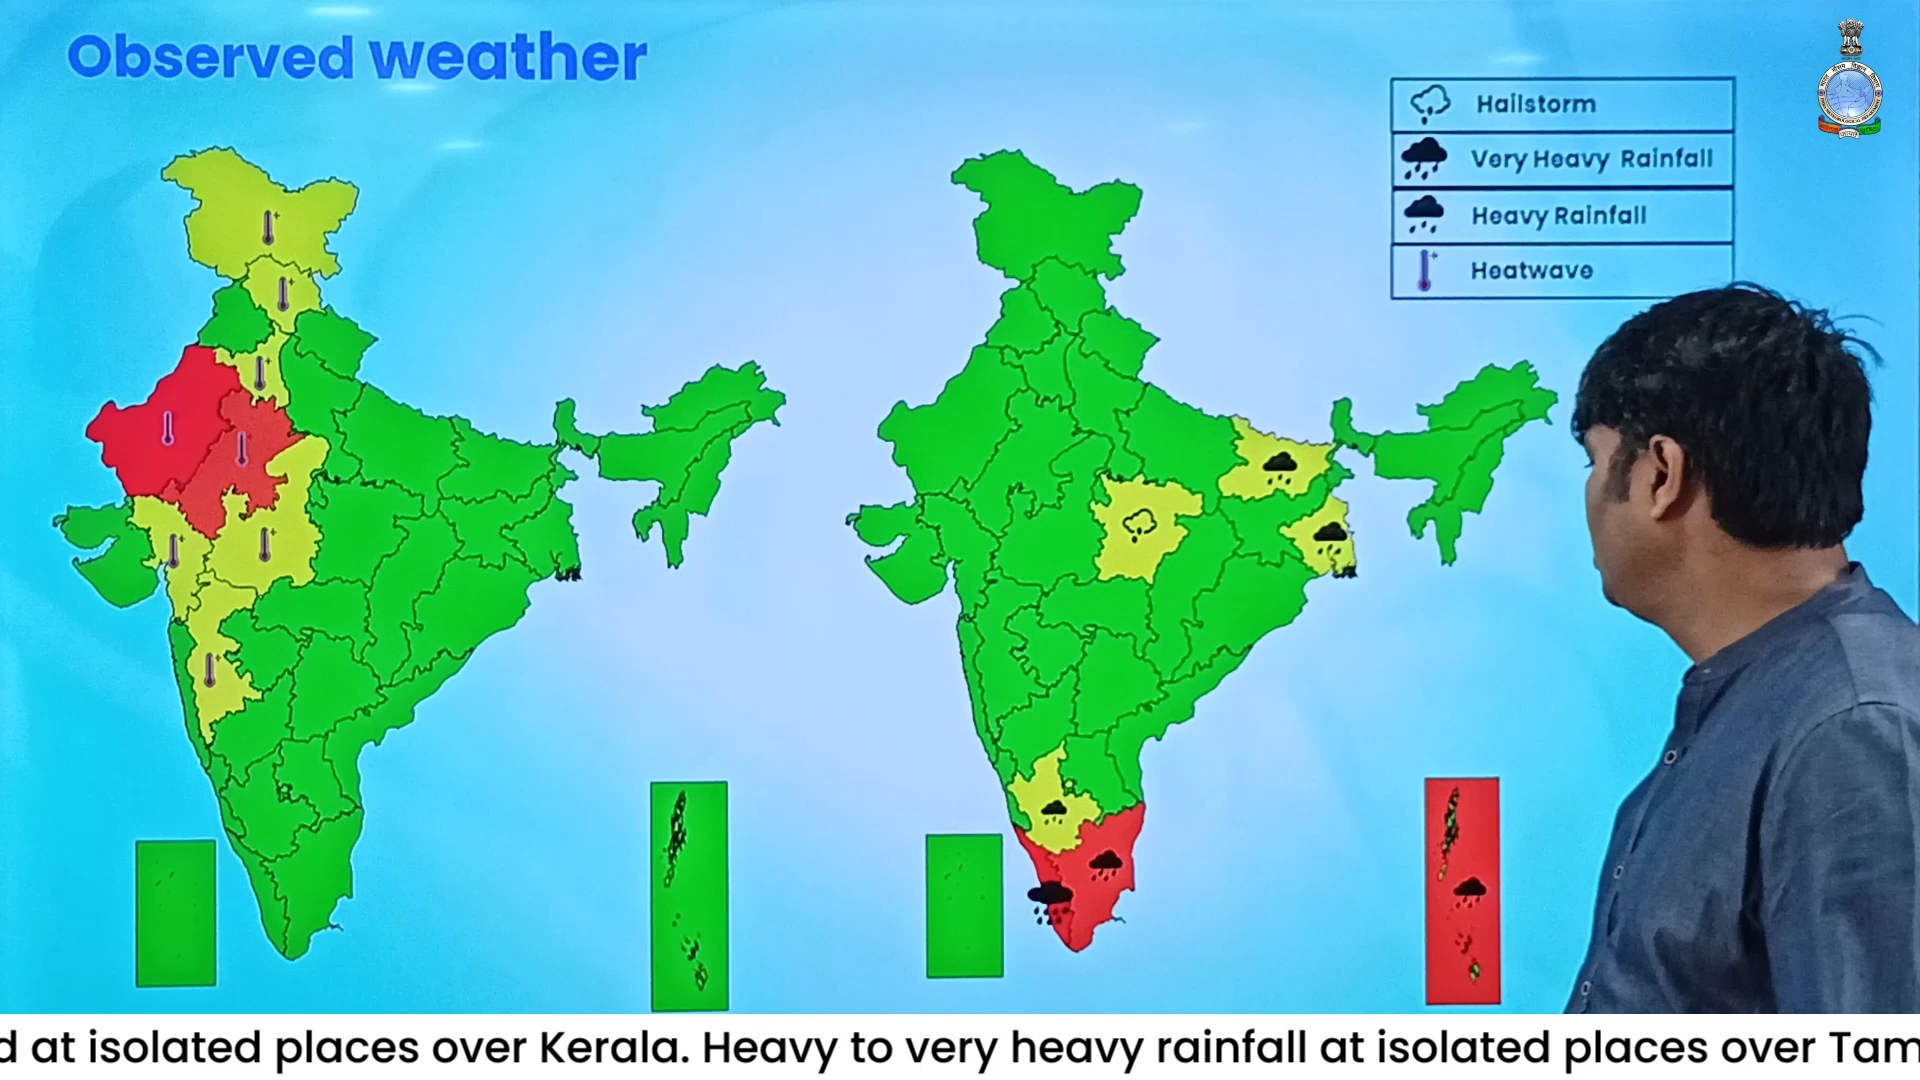 Observed weather
Hailstorm
Very Heavy Rainfall
Heavy Rainfall
Heatwave
d at isolated places over Kerala. Heavy to very heavy rainfall at isolated places over Tam